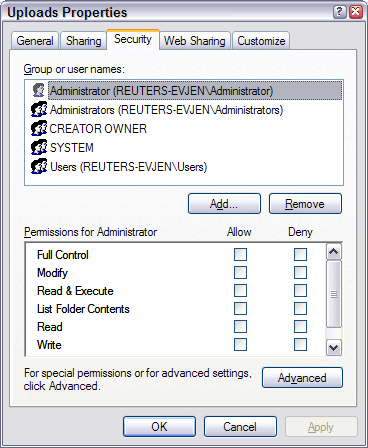 Uploads Properties
General Sharing Security Web Sharing Customize
Group or user names:
Administrator (REUTERS-EVJEN\Administrator)
Administrators (REUTERS-EVJEN\Administrators)
CREATOR OWNER
SYSTEM
Users (REUTERS-EVJEN\Users)
Add... Remove
Permissions for Administrator Allow Deny
Full Control
Modify
Read & Execute
List Folder Contents
Read
Write
For special permissions or for advanced settings,
click Advanced.
Advanced
OK Cancel Apply